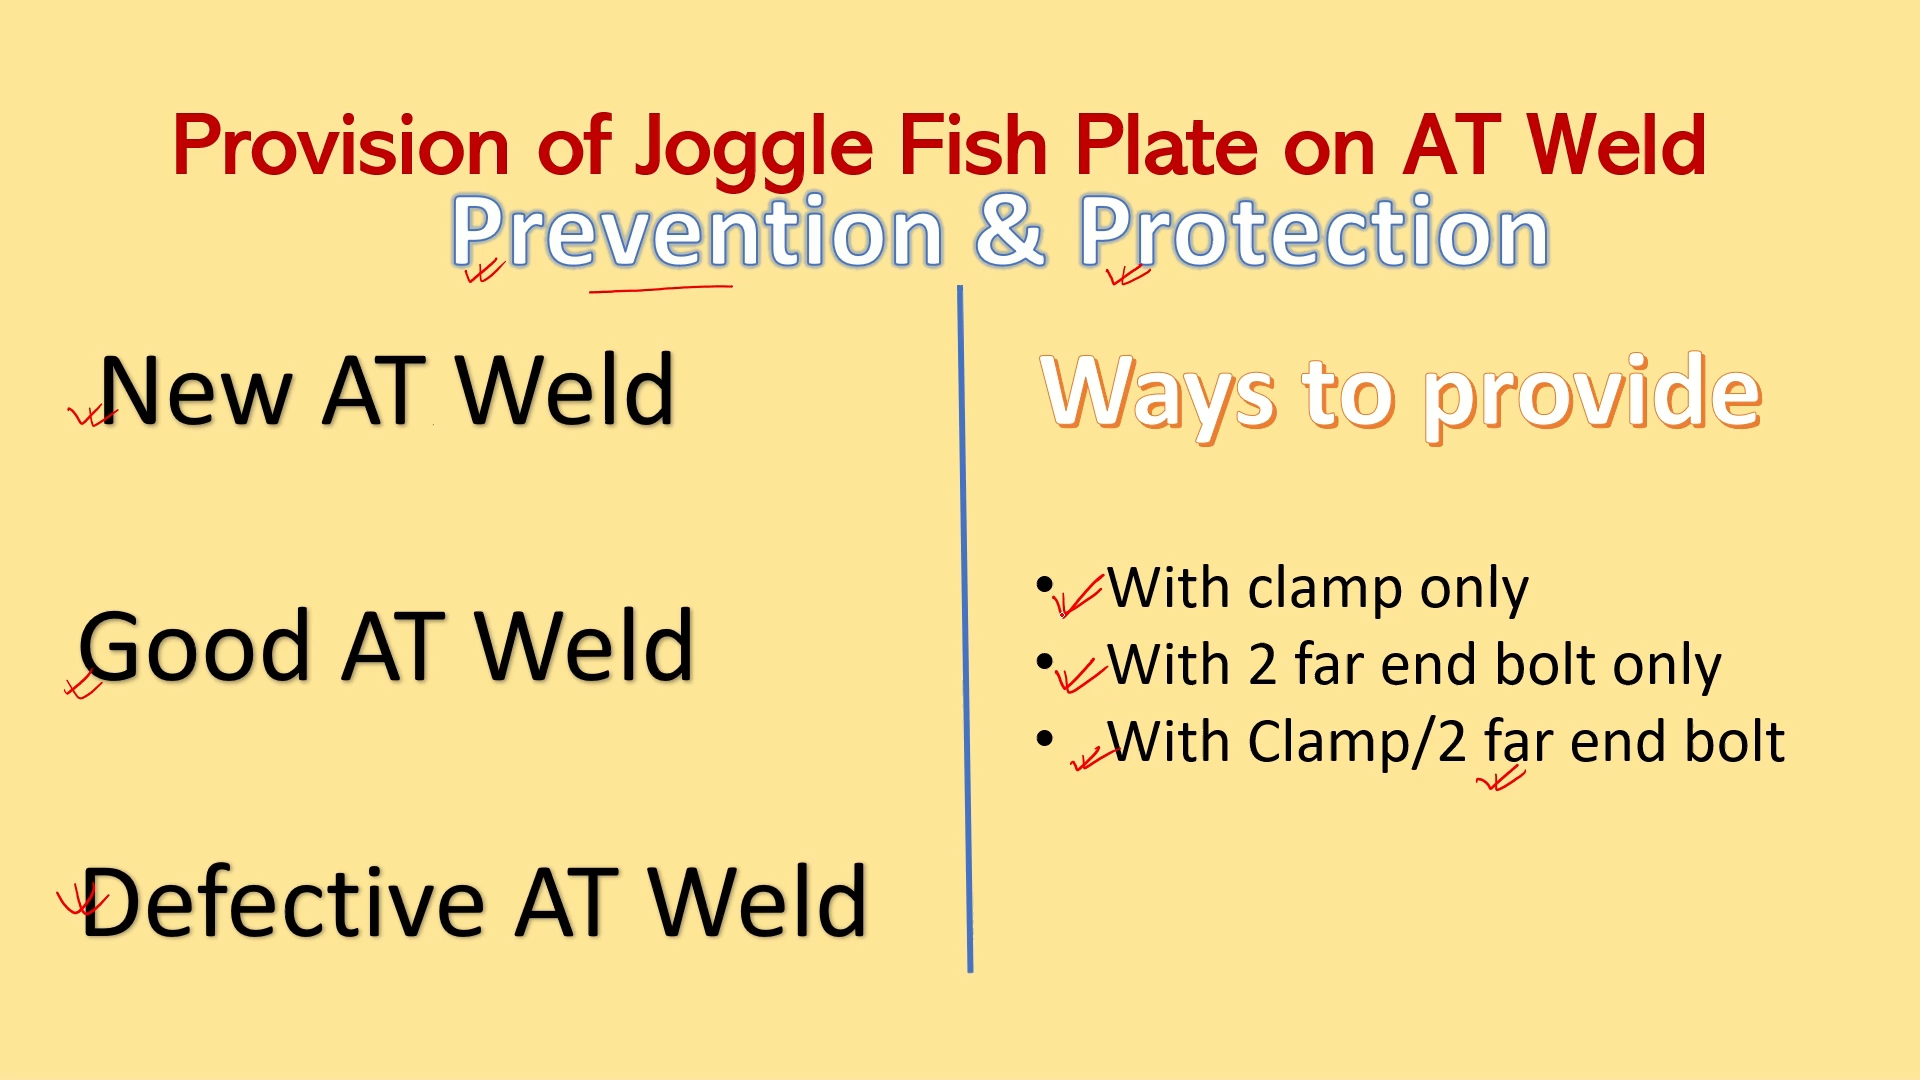 Provision of Joggle Fish Plate on AT Weld
Prevention & Protection
New AT Weld
Good AT Weld
Defective AT Weld
Ways to provide
• With clamp only
• With 2 far end bolt only
• With Clamp/2 far end bolt